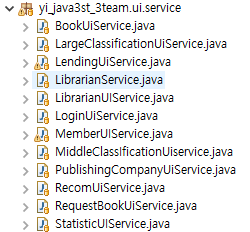 yi_java3st_3team.ui.service
BookUiService.java
LargeClassificationUiService.java
LendingUiService.java
LibrarianService.java
LibrarianUIService.java
LoginUiService.java
MemberUIService.java
MiddleClassIficationUiservice.java
PublishingCompanyUiService.java
RecomUiService.java
RequestBookUiService.java
StatisticUIService.java